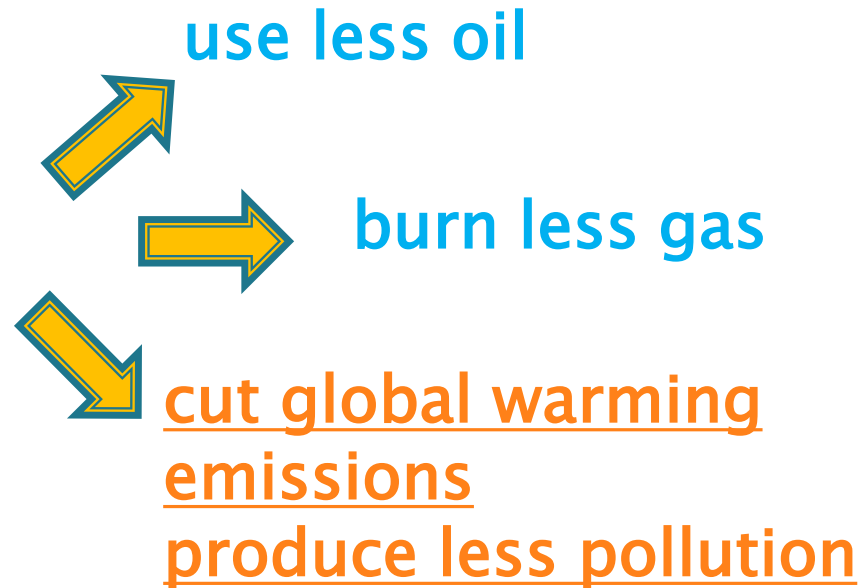 use less oil
burn less gas
cut global warming
emissions
produce less pollution